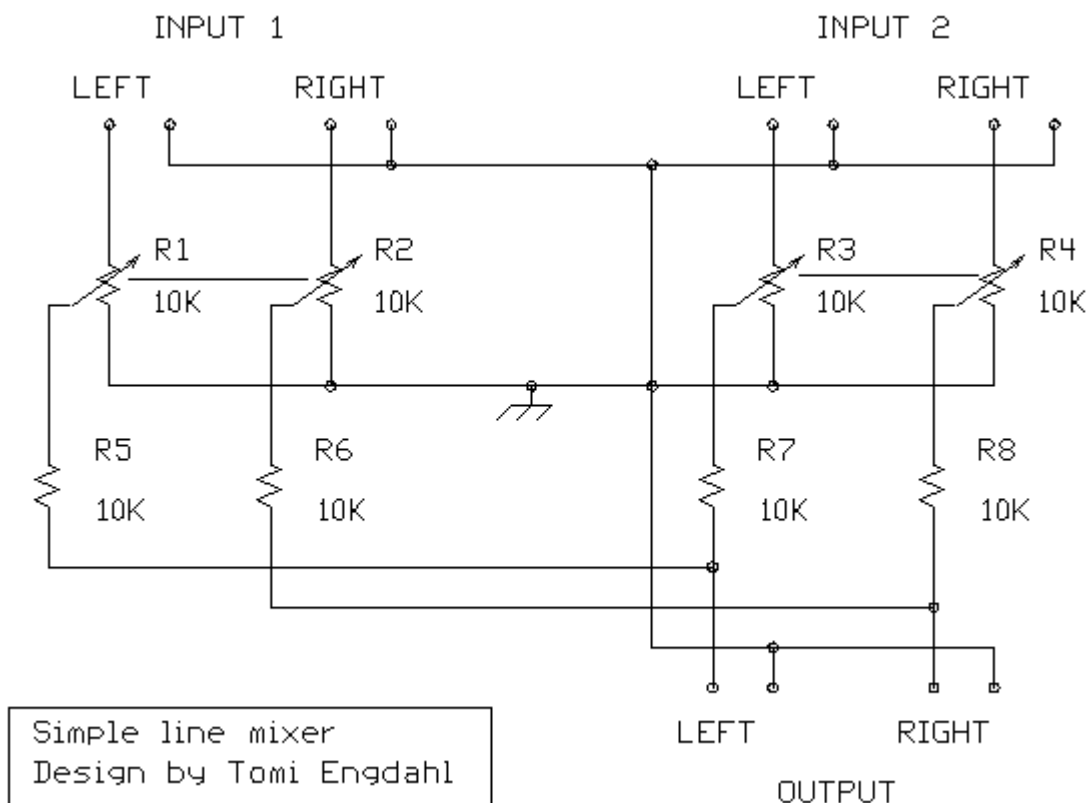 INPUT 1 INPUT 2
LEFT RIGHT LEFT RIGHT
R1 R2 R3 R4
10K 10K 10K 10K
R5 R6 R7 R8
10K 10K 10K 10K
LEFT RIGHT
OUTPUT
Simple line mixer
Design by Tomi Engdahl